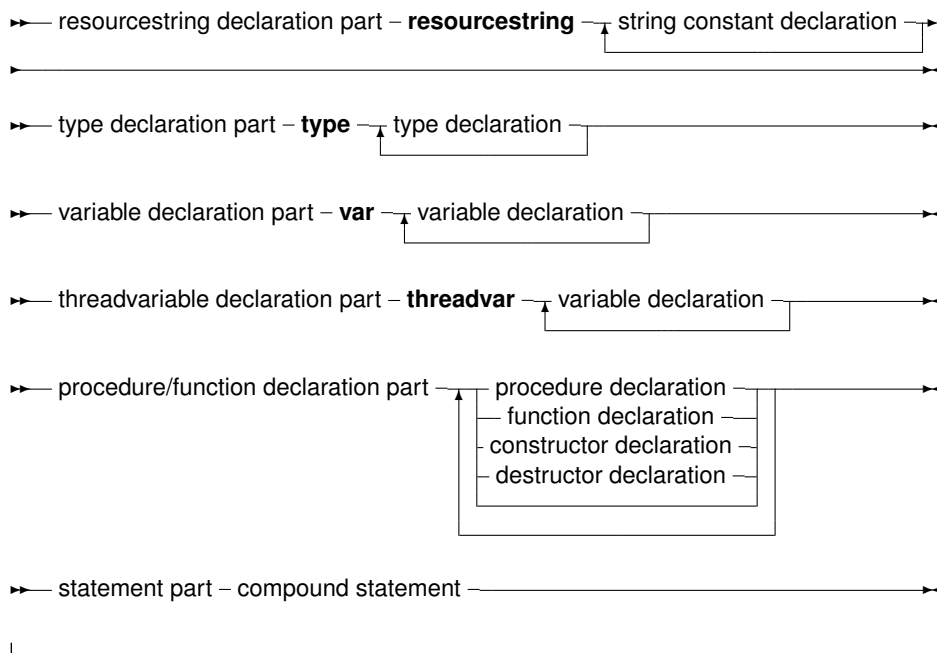 resourcestring declaration part – resourcestring string constant declaration
type declaration part – type type declaration
variable declaration part – var variable declaration
threadvariable declaration part – threadvar variable declaration
procedure/function declaration part procedure declaration
function declaration
constructor declaration
destructor declaration
statement part – compound statement